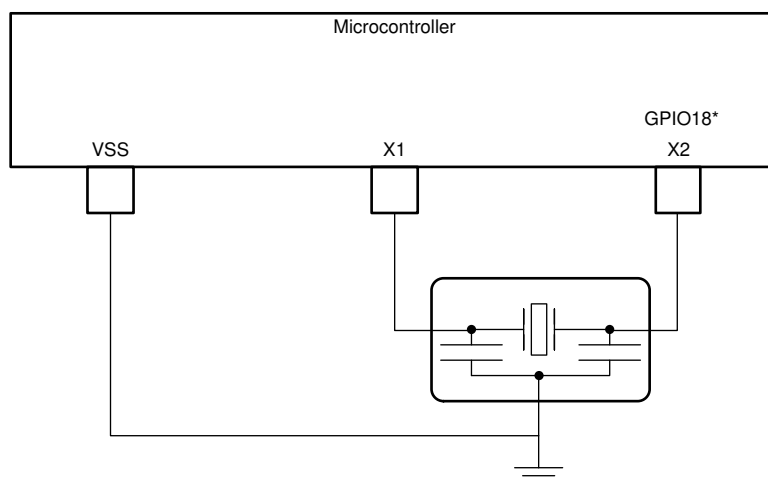 Microcontroller
GPIO18*
VSS
X1
X2